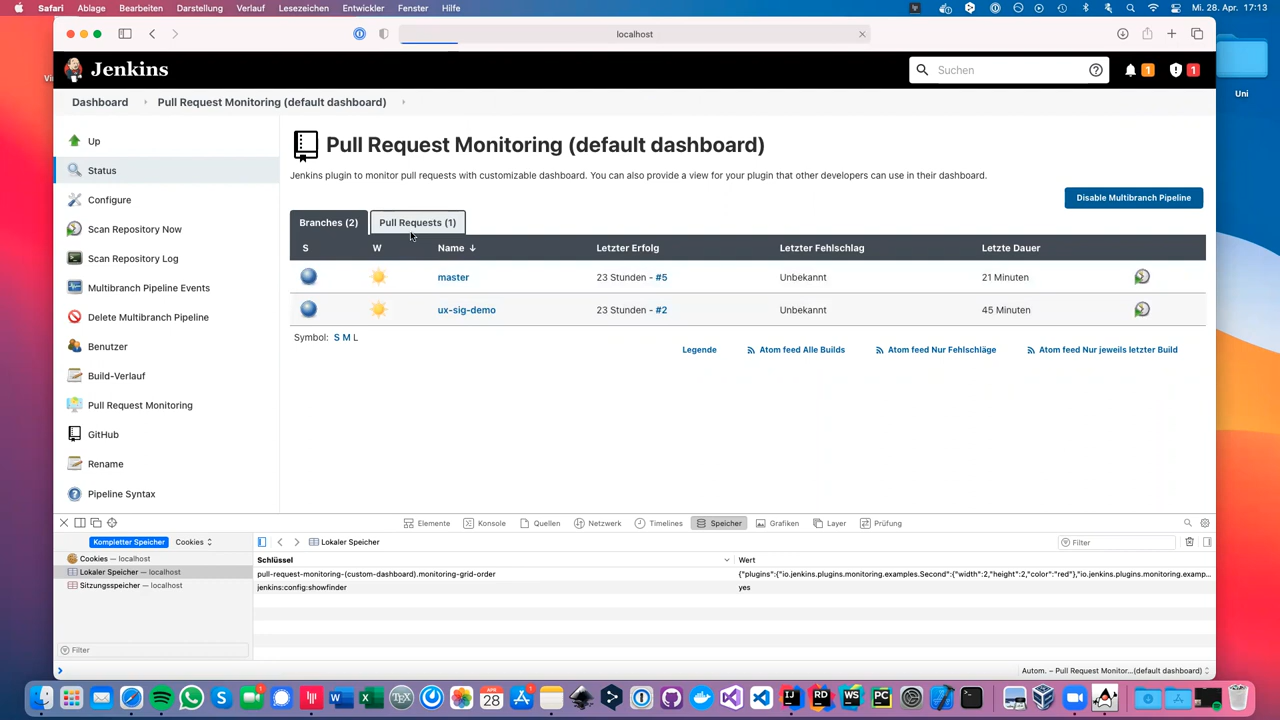 Safari Ablage Bearbeiten Darstellung Verlauf Lesezeichen Entwickler Fenster Hilfe Mi. 28. Apr. 17:13
localhost
Jenkins Suchen 1 1
Uni
Dashboard Pull Request Monitoring (default dashboard)
Up
Status
Configure
Scan Repository Now
Scan Repository Log
Multibranch Pipeline Events
Delete Multibranch Pipeline
Benutzer
Build-Verlauf
Pull Request Monitoring
GitHub
Rename
Pipeline Syntax
Pull Request Monitoring (default dashboard)
Jenkins plugin to monitor pull requests with customizable dashboard. You can also provide a view for your plugin that other developers can use in their dashboard.
Disable Multibranch Pipeline
Branches (2) Pull Requests (1)
S W Name ↓ Letzter Erfolg Letzter Fehlschlag Letzte Dauer
master 23 Stunden - #5 Unbekannt 21 Minuten
ux-sig-demo 23 Stunden - #2 Unbekannt 45 Minuten
Symbol: S M L
Legende Atom feed Alle Builds Atom feed Nur Fehlschläge Atom feed Nur jeweils letzter Build
Elemente Konsole Quellen Netzwerk Timelines Speicher Grafiken Layer Prüfung
Kompletter Speicher Cookies Lokaler Speicher Filter
Cookies — localhost
Lokaler Speicher — localhost
Sitzungsspeicher — localhost
Schlüssel Wert
pull-request-monitoring-(custom-dashboard).monitoring-grid-order {"plugins":{"io.jenkins.plugins.monitoring.examples.Second":{"width":2,"height":2,"color":"red"},"io.jenkins.plugins.monitoring.examp...
jenkins:config:showfinder yes
Filter
Autom. – Pull Request Monitor...(default dashboard)
APR
28